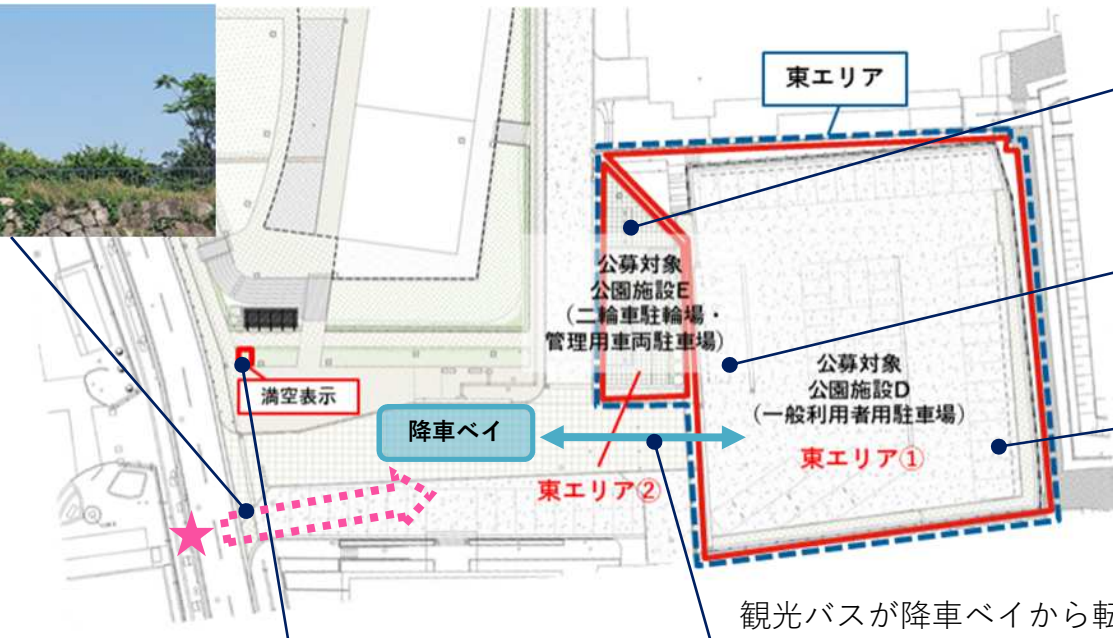 東エリア
公募対象
公園施設E
(二輪車駐輪場・
管理用車両駐車場)
公募対象
公園施設D
(一般利用者用駐車場)
満空表示
降車ベイ
東エリア①
東エリア②
観光バスが降車ベイから転